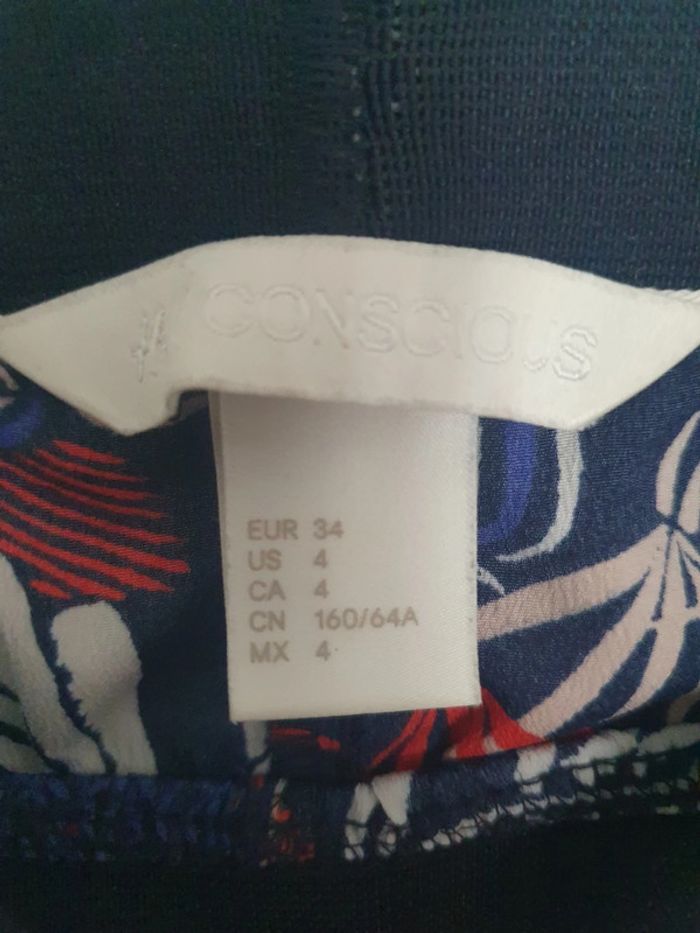 CONSCIOUS
EUR 34
US 4
CA 4
CN 160/64A
MX 4